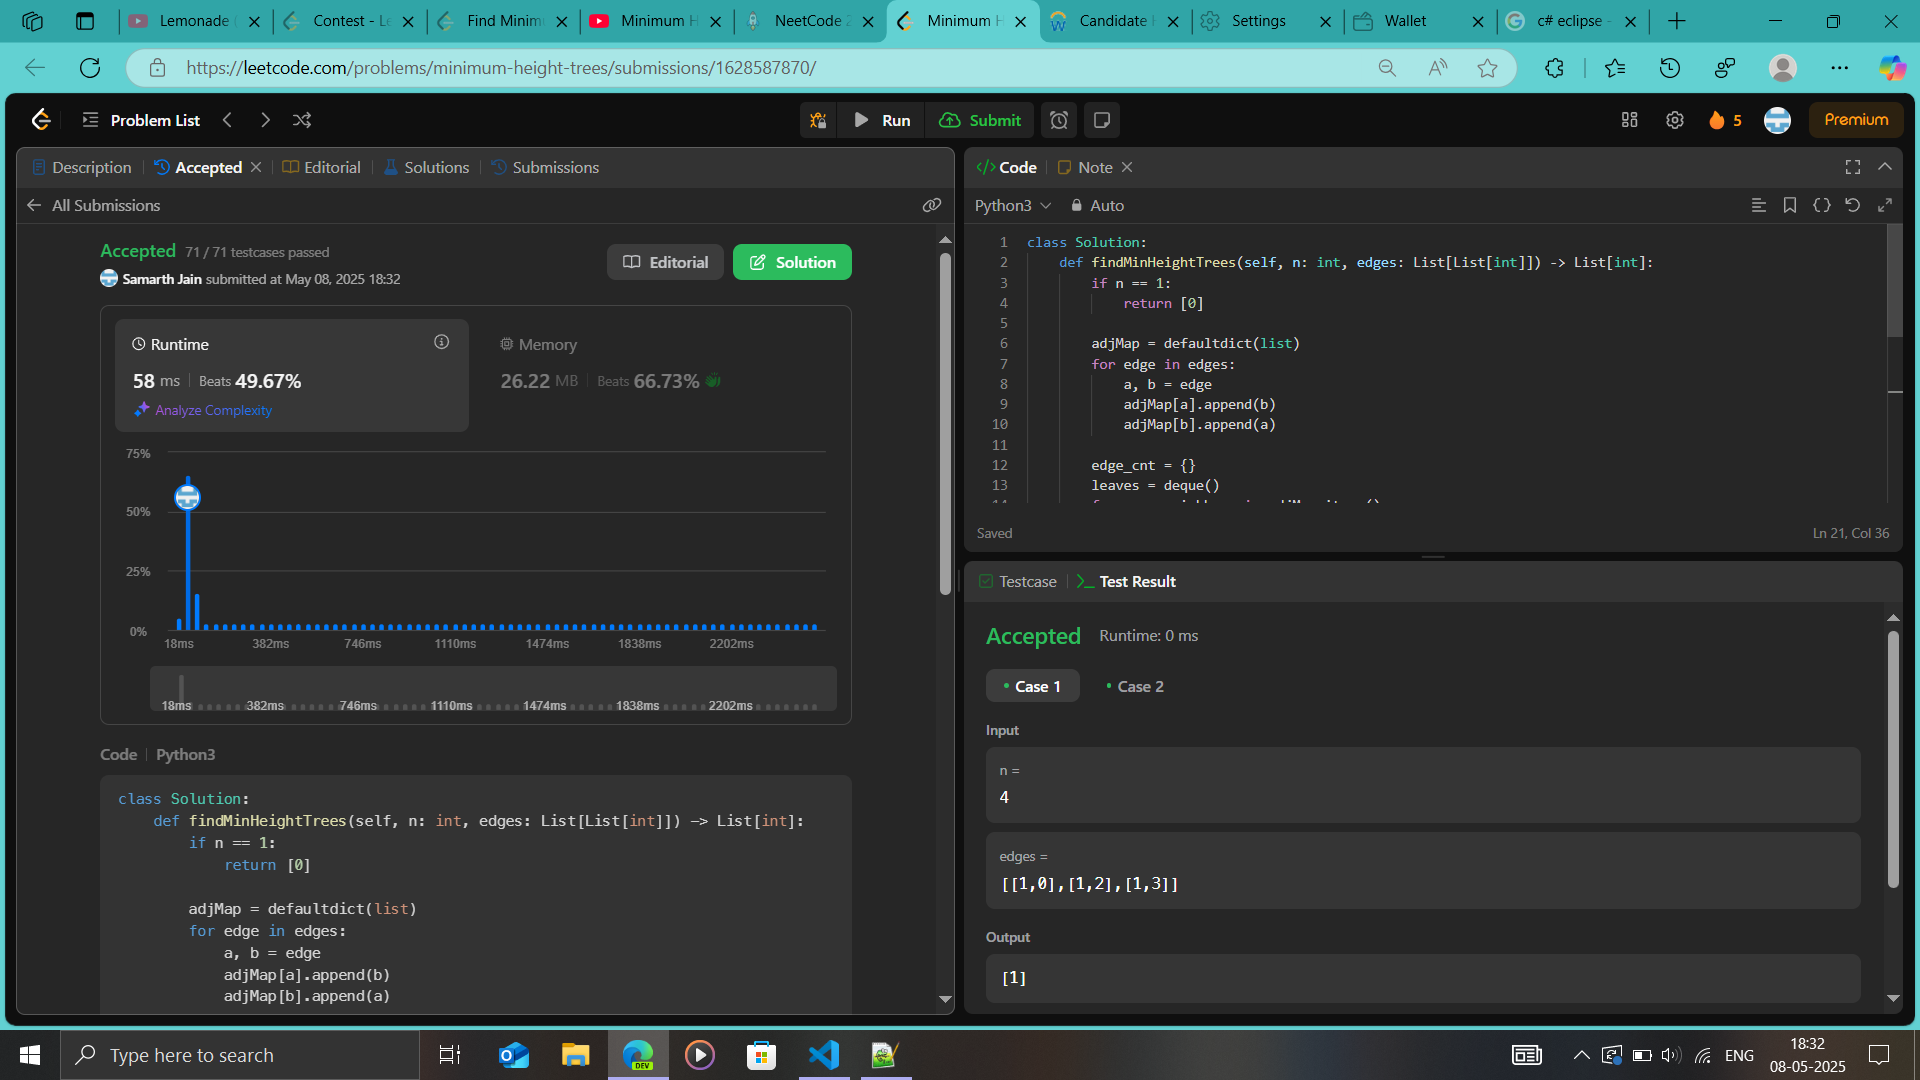 Lemonade
Contest - Le
Find Minim
Minimum H
NeetCode 2
Minimum H
Candidate
Settings
Wallet
c# eclipse -
https://leetcode.com/problems/minimum-height-trees/submissions/1628587870/
Problem List
Run
Submit
5
Premium
Description
Accepted
Editorial
Solutions
Submissions
All Submissions
Accepted 71 / 71 testcases passed
Samarth Jain submitted at May 08, 2025 18:32
Editorial
Solution
Runtime
58 ms Beats 49.67%
Analyze Complexity
Memory
26.22 MB Beats 66.73%
75%
50%
25%
0%
18ms 382ms 746ms 1110ms 1474ms 1838ms 2202ms
18ms 382ms 746ms 1110ms 1474ms 1838ms 2202ms
Code Python3
class Solution:
def findMinHeightTrees(self, n: int, edges: List[List[int]]) -> List[int]:
if n == 1:
return [0]
adjMap = defaultdict(list)
for edge in edges:
a, b = edge
adjMap[a].append(b)
adjMap[b].append(a)
Code
Note
Python3
Auto
1 class Solution:
2 def findMinHeightTrees(self, n: int, edges: List[List[int]]) -> List[int]:
3 if n == 1:
4 return [0]
5
6 adjMap = defaultdict(list)
7 for edge in edges:
8 a, b = edge
9 adjMap[a].append(b)
10 adjMap[b].append(a)
11
12 edge_cnt = {}
13 leaves = deque()
Saved
Ln 21, Col 36
Testcase
Test Result
Accepted Runtime: 0 ms
Case 1
Case 2
Input
n =
4
edges =
[[1,0],[1,2],[1,3]]
Output
[1]
Type here to search
DEV
ENG
18:32
08-05-2025